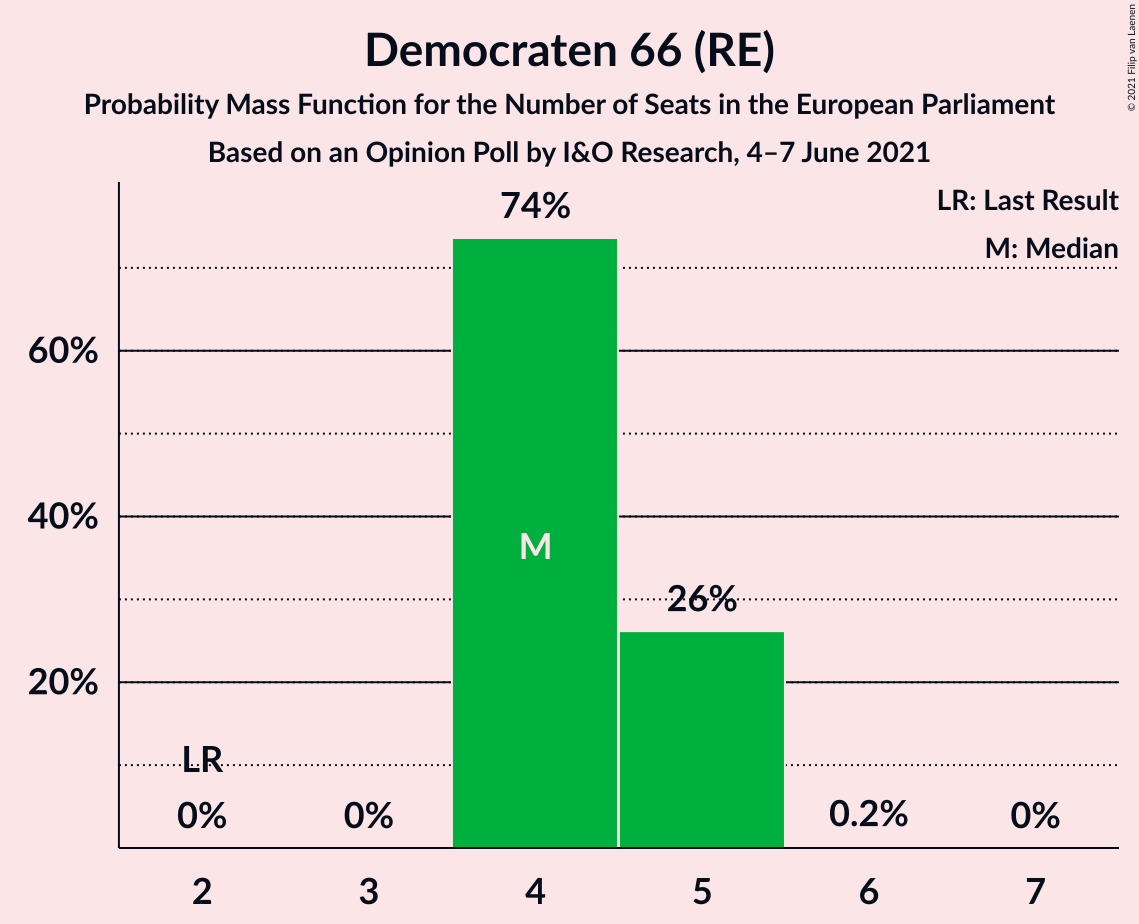 Democraten 66 (RE)
Probability Mass Function for the Number of Seats in the European Parliament
Based on an Opinion Poll by I&O Research, 4–7 June 2021
© 2021 Filip van Laenen
LR: Last Result
M: Median
74%
60%
40%
M
26%
20%
LR
0%
0%
0.2%
0%
2
3
4
5
6
7